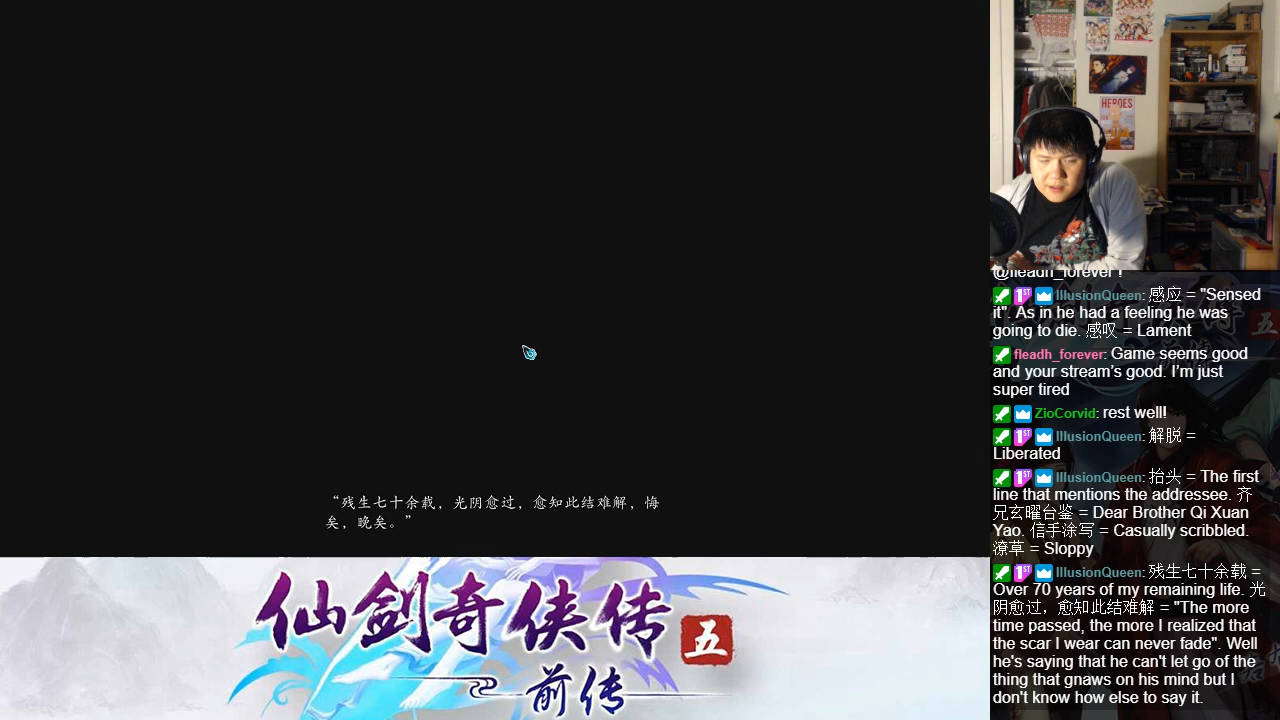 “残生七十余载，光阴愈过，愈知此结难解，悔
矣，晚矣。”
仙剑奇侠传
五
前传
HEROES
@fleadh_forever !
1ST IllusionQueen: 感应 = "Sensed
it". As in he had a feeling he was
going to die. 感叹 = Lament
fleadh_forever: Game seems good
and your stream's good. I'm just
super tired
ZioCorvid: rest well!
1ST IllusionQueen: 解脱 =
Liberated
1ST IllusionQueen: 抬头 = The first
line that mentions the addressee. 齐
兄玄曜台鉴 = Dear Brother Qi Xuan
Yao. 信手涂写 = Casually scribbled.
潦草 = Sloppy
1ST IllusionQueen: 残生七十余载 =
Over 70 years of my remaining life. 光
阴愈过，愈知此结难解 = "The more
time passed, the more I realized that
the scar I wear can never fade". Well
he's saying that he can't let go of the
thing that gnaws on his mind but I
don't know how else to say it.